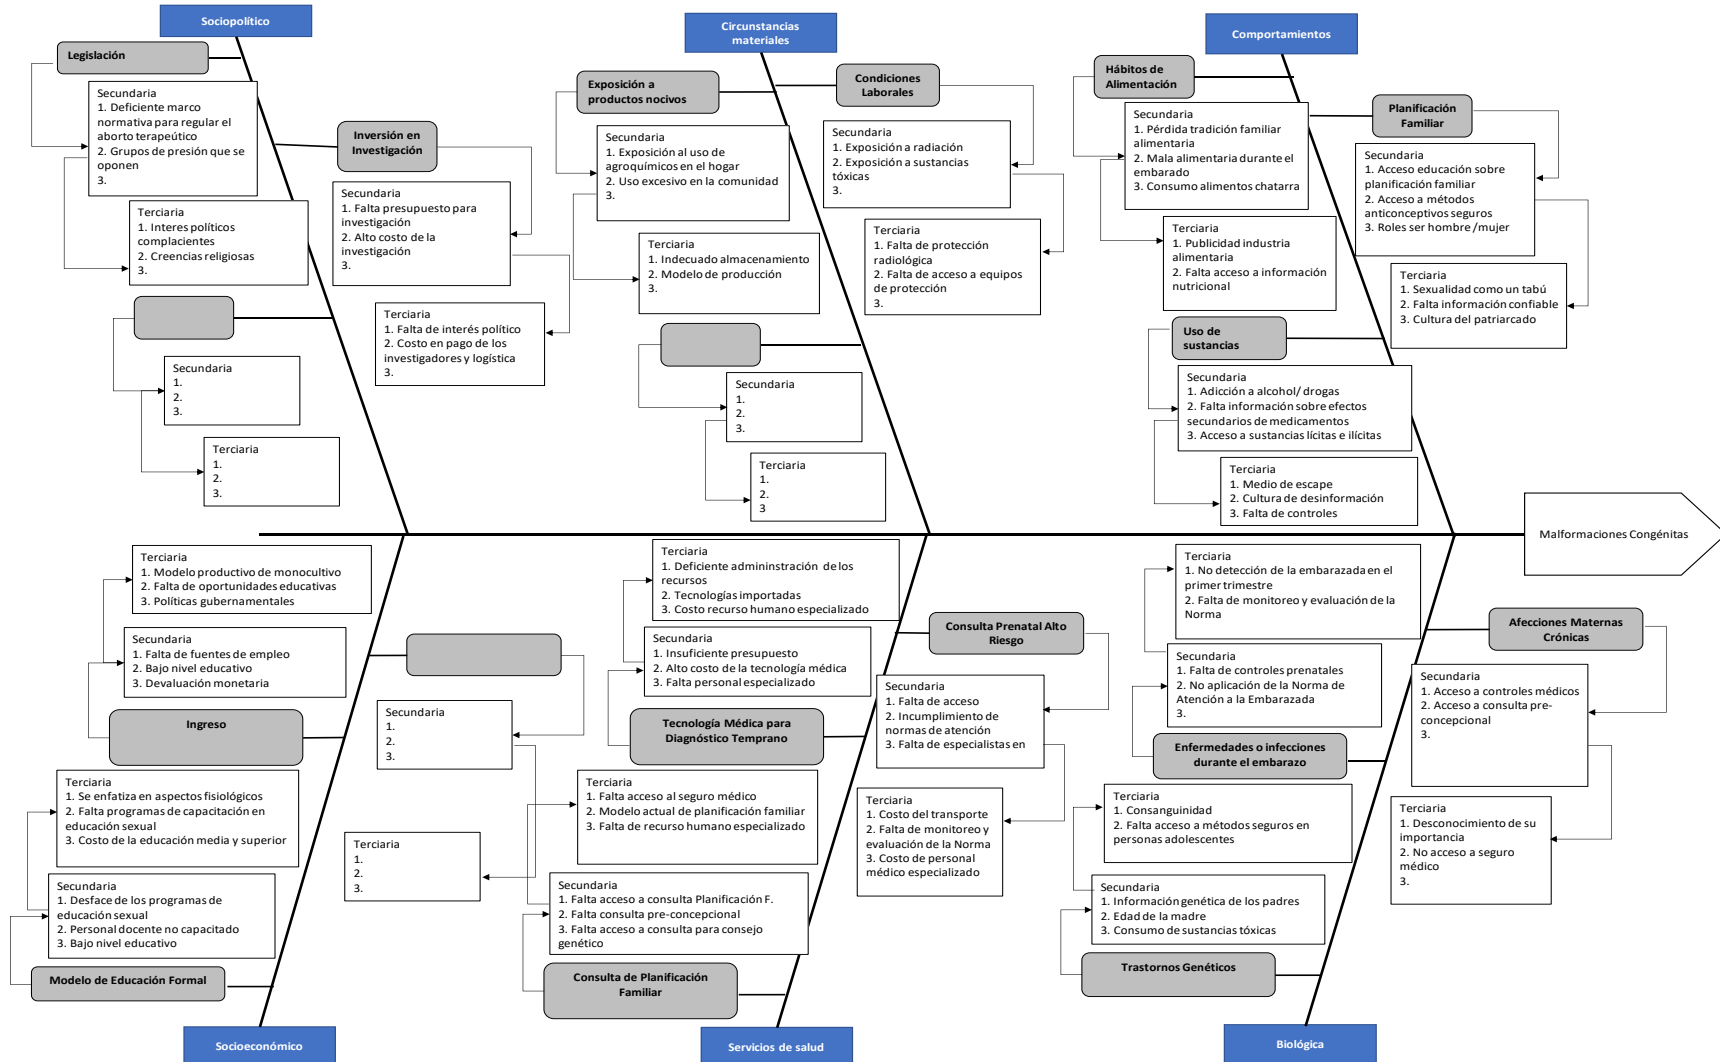 Sociopolítico
Legislación
Secundaria
1. Deficiente marco
normativa para regular el
aborto terapeútico
2. Grupos de presión que se
oponen
3.
Terciaria
1. Interes políticos
complacientes
2. Creencias religiosas
3.
Inversión en
Investigación
Secundaria
1. Falta presupuesto para
investigación
2. Alto costo de la
investigación
3.
Terciaria
1. Falta de interés político
2. Costo en pago de los
investigadores y logística
3.
Secundaria
1.
2.
3.
Terciaria
1.
2.
3.
Circunstancias
materiales
Exposición a
productos nocivos
Secundaria
1. Exposición al uso de
agroquímicos en el hogar
2. Uso excesivo en la comunidad
3.
Terciaria
1. Indecuado almacenamiento
2. Modelo de producción
3.
Condiciones
Laborales
Secundaria
1. Exposición a radiación
2. Exposición a sustancias
tóxicas
3.
Terciaria
1. Falta de protección
radiológica
2. Falta de acceso a equipos
de protección
3.
Secundaria
1.
2.
3.
Terciaria
1.
2.
3
Comportamientos
Hábitos de
Alimentación
Secundaria
1. Pérdida tradición familiar
alimentaria
2. Mala alimentaria durante el
embarado
3. Consumo alimentos chatarra
Terciaria
1. Publicidad industria
alimentaria
2. Falta acceso a información
nutricional
Planificación
Familiar
Secundaria
1. Acceso educación sobre
planificación familiar
2. Acceso a métodos
anticonceptivos seguros
3. Roles ser hombre /mujer
Terciaria
1. Sexualidad como un tabú
2. Falta información confiable
3. Cultura del patriarcado
Uso de
sustancias
Secundaria
1. Adicción a alcohol/ drogas
2. Falta información sobre efectos
secundarios de medicamentos
3. Acceso a sustancias lícitas e ilícitas
Terciaria
1. Medio de escape
2. Cultura de desinformación
3. Falta de controles
Malformaciones Congénitas
Terciaria
1. Modelo productivo de monocultivo
2. Falta de oportunidades educativas
3. Políticas gubernamentales
Secundaria
1. Falta de fuentes de empleo
2. Bajo nivel educativo
3. Devaluación monetaria
Ingreso
Secundaria
1.
2.
3.
Terciaria
1.
2.
3.
Terciaria
1. Se enfatiza en aspectos fisiológicos
2. Falta programas de capacitación en
educación sexual
3. Costo de la educación media y superior
Secundaria
1. Desface de los programas de
educación sexual
2. Personal docente no capacitado
3. Bajo nivel educativo
Modelo de Educación Formal
Socioeconómico
Terciaria
1. Deficiente admininstración de los
recursos
2. Tecnologías importadas
3. Costo recurso humano especializado
Secundaria
1. Insuficiente presupuesto
2. Alto costo de la tecnología médica
3. Falta personal especializado
Tecnología Médica para
Diagnóstico Temprano
Consulta Prenatal Alto
Riesgo
Secundaria
1. Falta de acceso
2. Incumplimiento de
normas de atención
3. Falta de especialistas en
Terciaria
1. Costo del transporte
2. Falta de monitoreo y
evaluación de la Norma
3. Costo de personal
médico especializado
Terciaria
1. Falta acceso al seguro médico
2. Modelo actual de planificación familiar
3. Falta de recurso humano especializado
Secundaria
1. Falta acceso a consulta Planificación F.
2. Falta consulta pre-concepcional
3. Falta acceso a consulta para consejo
genético
Consulta de Planificación
Familiar
Servicios de salud
Terciaria
1. No detección de la embarazada en el
primer trimestre
2. Falta de monitoreo y evaluación de la
Norma
Secundaria
1. Falta de controles prenatales
2. No aplicación de la Norma de
Atención a la Embarazada
3.
Enfermedades o infecciones
durante el embarazo
Afecciones Maternas
Crónicas
Secundaria
1. Acceso a controles médicos
2. Acceso a consulta pre-
concepcional
3.
Terciaria
1. Desconocimiento de su
importancia
2. No acceso a seguro
médico
3.
Terciaria
1. Consanguinidad
2. Falta acceso a métodos seguros en
personas adolescentes
Secundaria
1. Información genética de los padres
2. Edad de la madre
3. Consumo de sustancias tóxicas
Trastornos Genéticos
Biológica